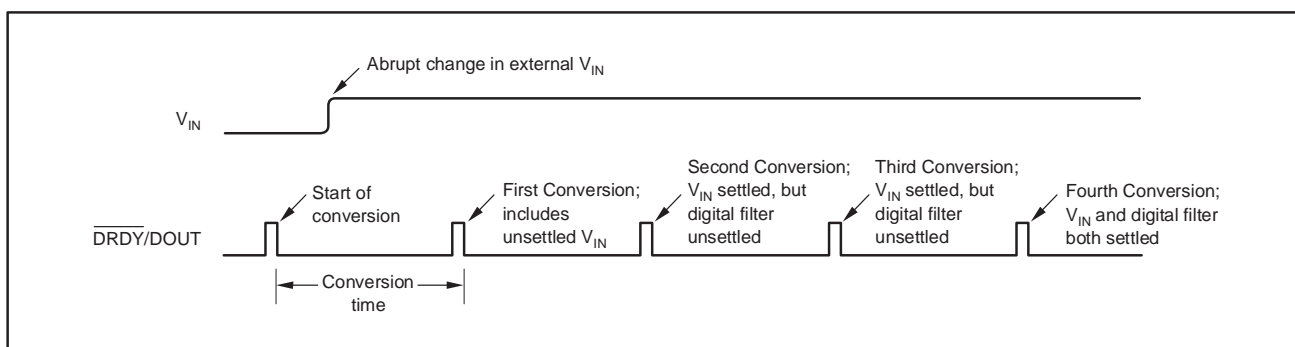 Abrupt change in external V_IN
V_IN
Start of
conversion
First Conversion;
includes
unsettled V_IN
Second Conversion;
V_IN settled, but
digital filter
unsettled
Third Conversion;
V_IN settled, but
digital filter
unsettled
Fourth Conversion;
V_IN and digital filter
both settled
D̅R̅D̅Y̅/DOUT
Conversion
time